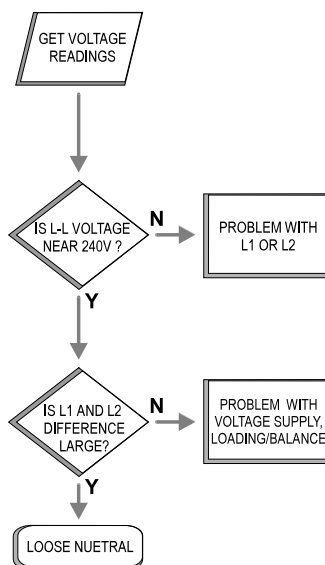 GET VOLTAGE
READINGS
IS L-L VOLTAGE
NEAR 240V ?
N
PROBLEM WITH
L1 OR L2
Y
IS L1 AND L2
DIFFERENCE
LARGE?
N
PROBLEM WITH
VOLTAGE SUPPLY,
LOADING/BALANCE
Y
LOOSE NUETRAL